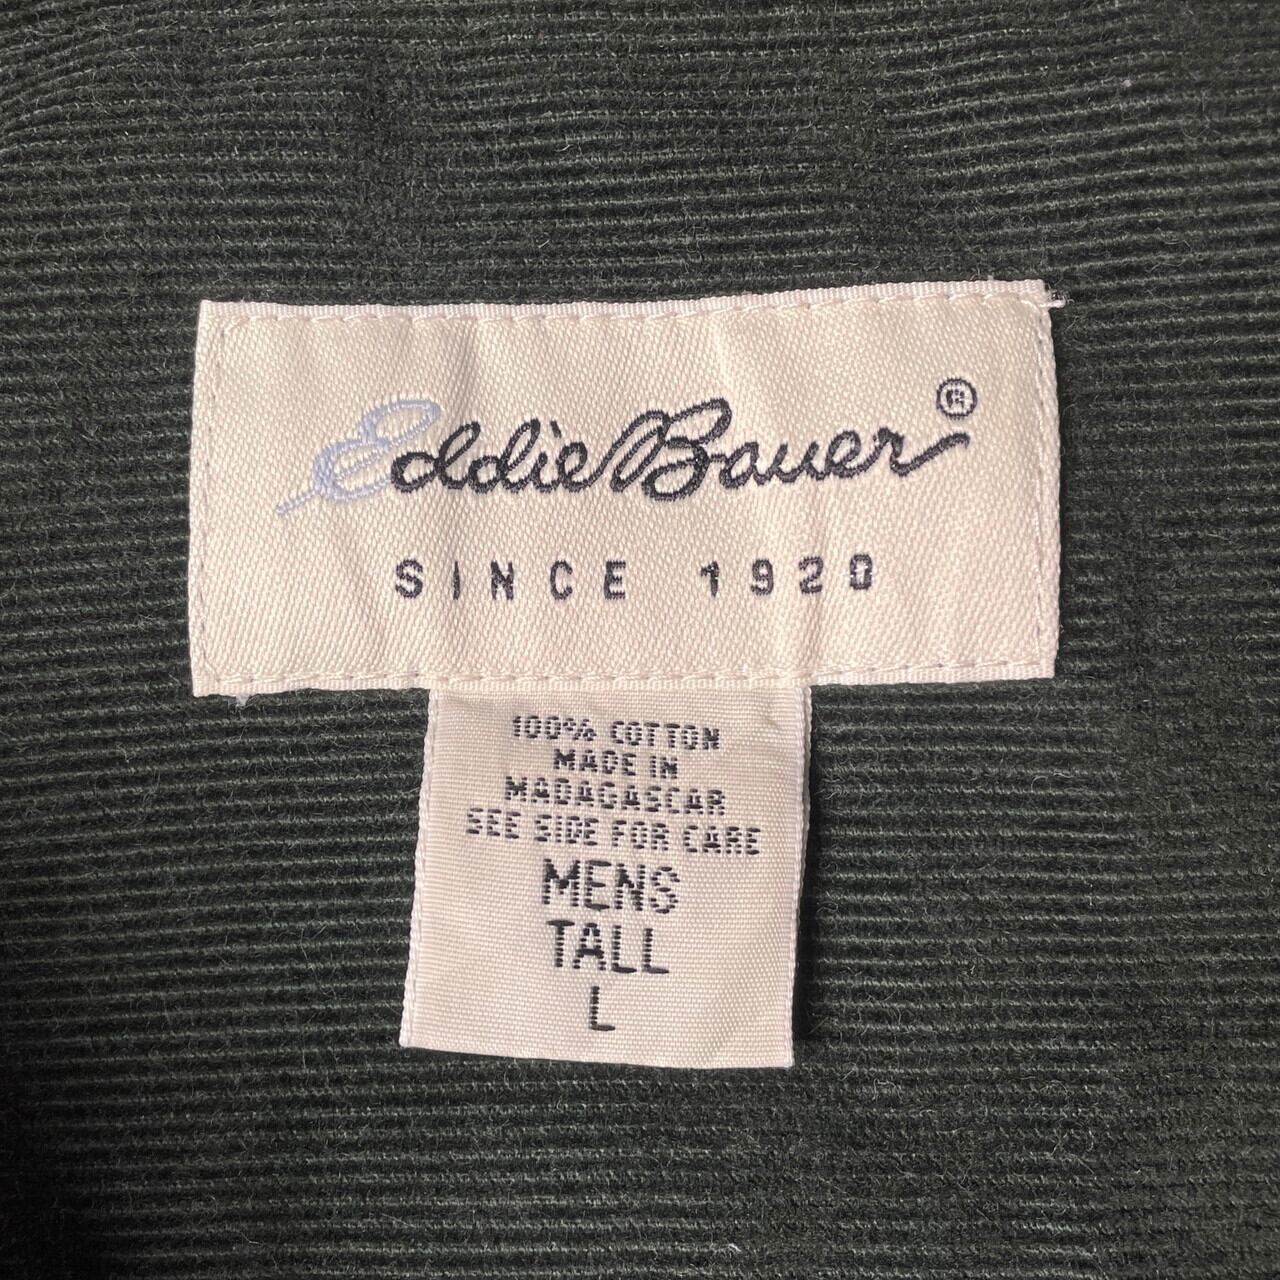 Eddie Bauer®
SINCE 1920
100% COTTON
MADE IN
MADAGASCAR
SEE SIDE FOR CARE
MENS
TALL
L